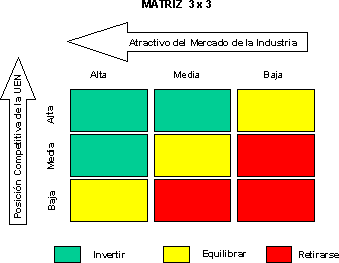 MATRIZ 3 x 3
Atractivo del Mercado de la Industria
Alta Media Baja
Posición Competitiva de la UEN
Alta
Media
Baja
Invertir Equilibrar Retirarse